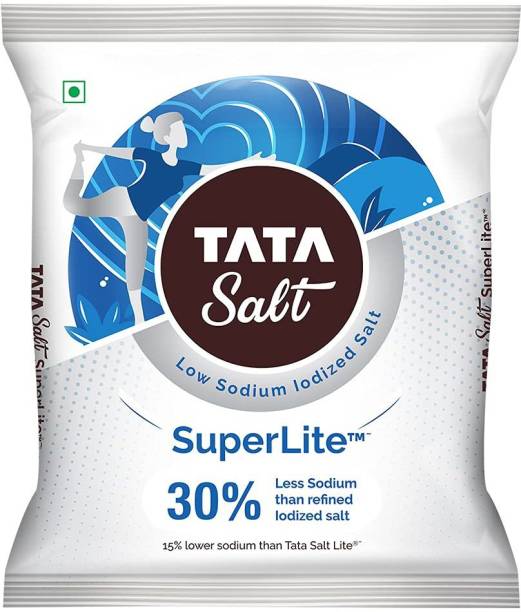 TATA
Salt
Low Sodium Iodized Salt
SuperLite™
30%
Less Sodium
than refined
Iodized salt
15% lower sodium than Tata Salt Lite®
TATA Salt SuperLite™
TATA Salt SuperLite™